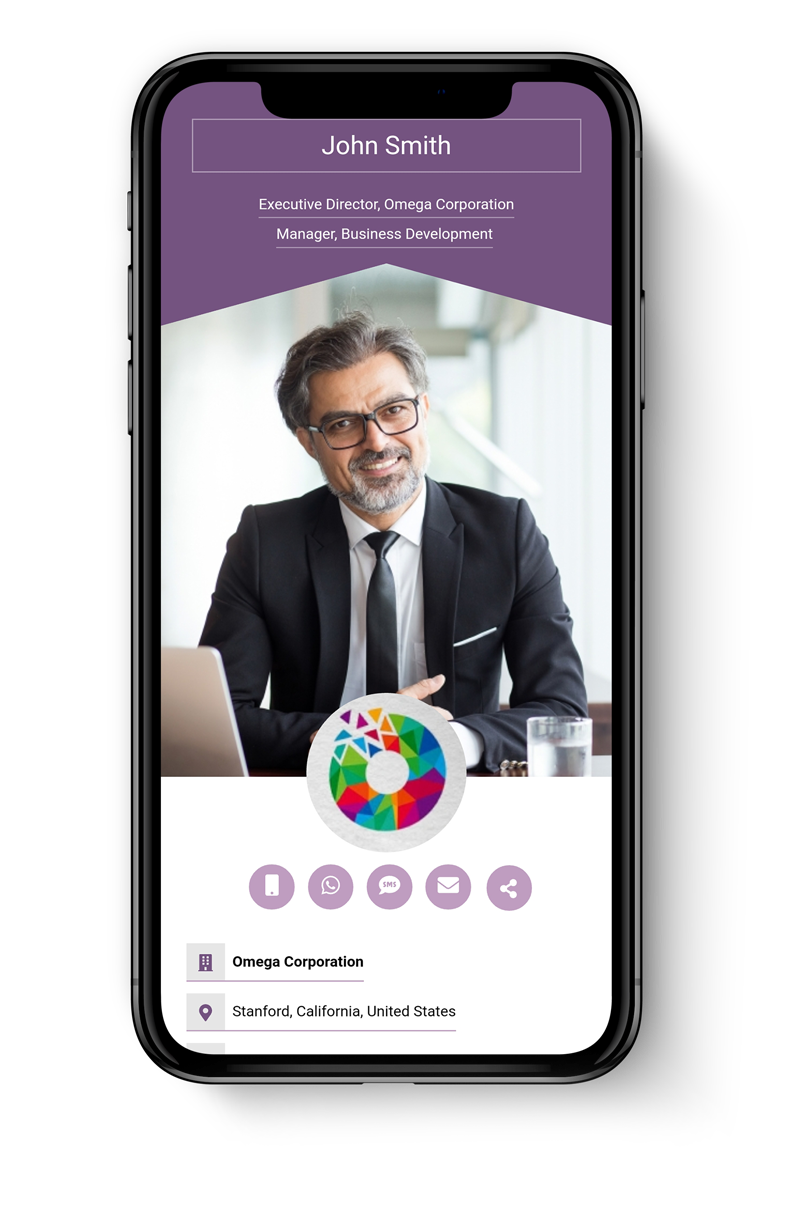 John Smith
Executive Director, Omega Corporation
Manager, Business Development
SMS
Omega Corporation
Stanford, California, United States